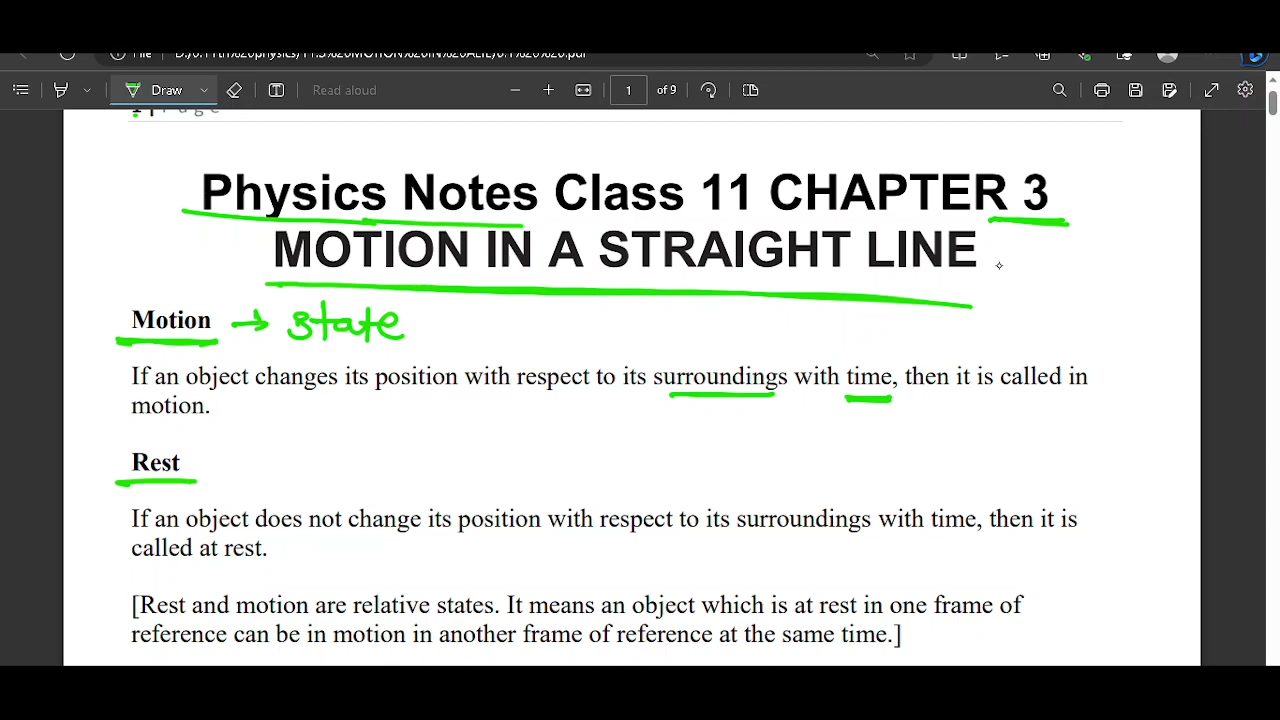 Draw
Read aloud
1 of 9
Physics Notes Class 11 CHAPTER 3
MOTION IN A STRAIGHT LINE
Motion → state
If an object changes its position with respect to its surroundings with time, then it is called in
motion.
Rest
If an object does not change its position with respect to its surroundings with time, then it is
called at rest.
[Rest and motion are relative states. It means an object which is at rest in one frame of
reference can be in motion in another frame of reference at the same time.]